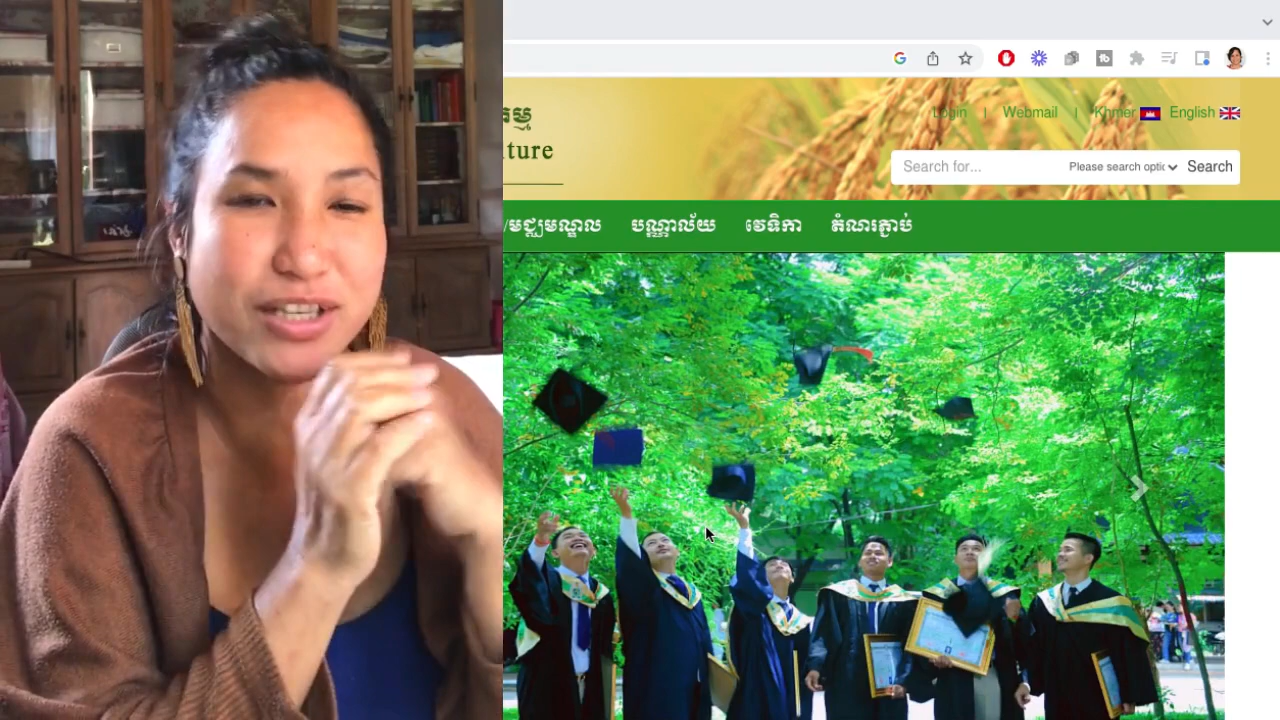 Login | Webmail | Khmer English
Search for... Please search optic Search
មជ្ឈមណ្ឌល បណ្ណាល័យ វេទិកា តំណរភ្ជាប់